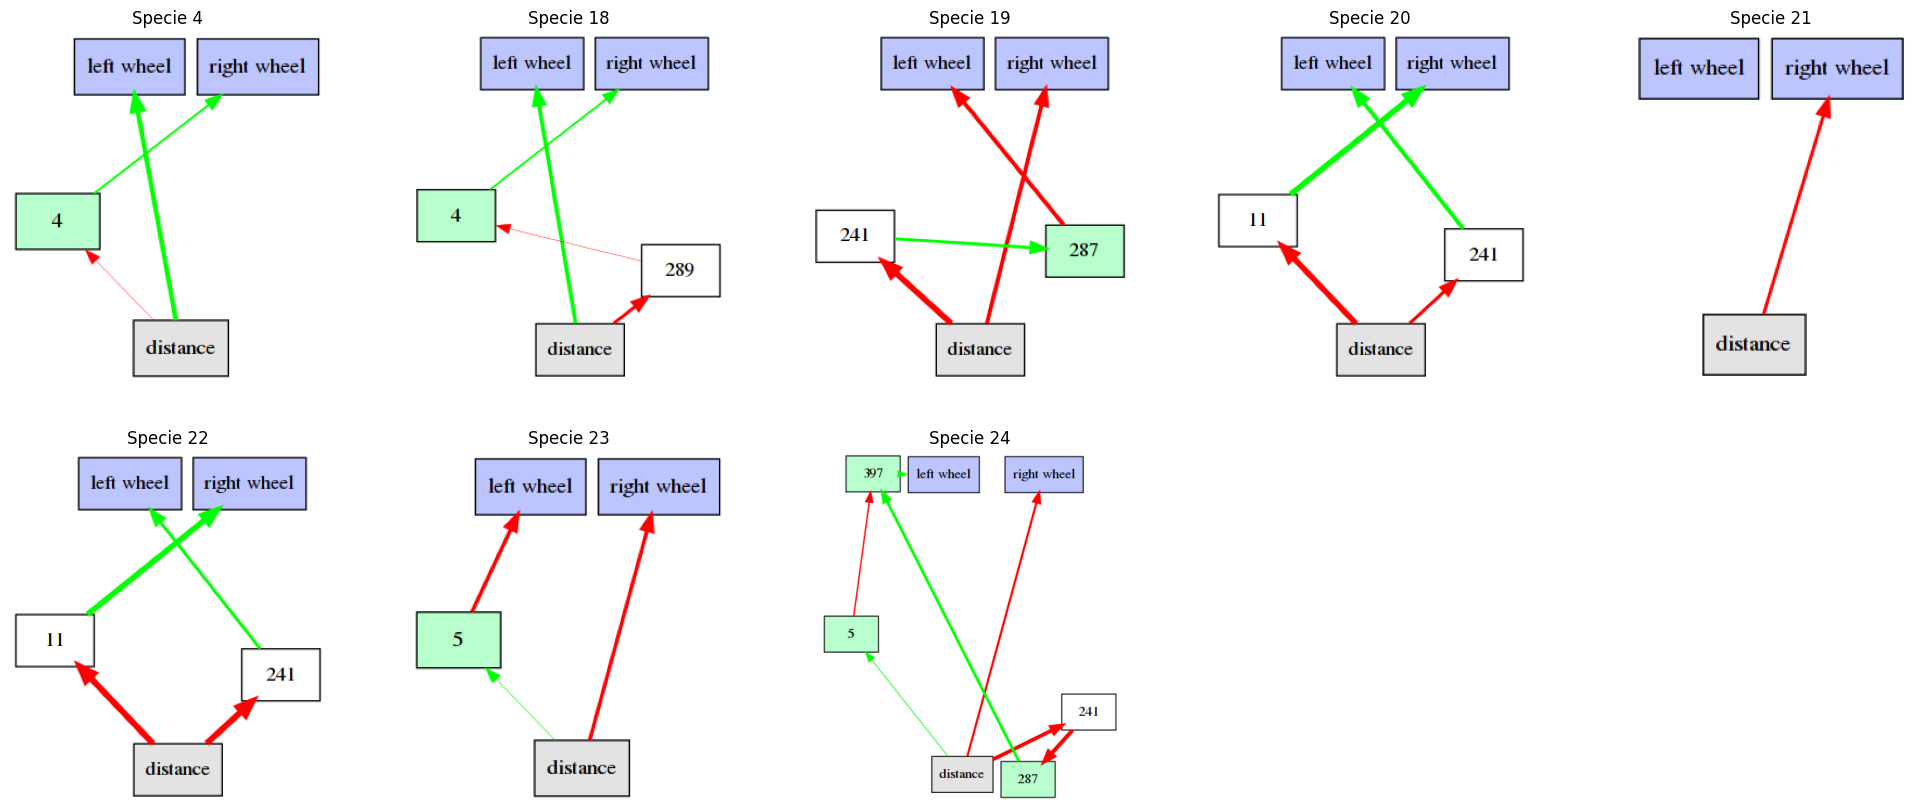 Specie 4
left wheel
right wheel
4
distance
Specie 18
left wheel
right wheel
4
289
distance
Specie 19
left wheel
right wheel
241
287
distance
Specie 20
left wheel
right wheel
11
241
distance
Specie 21
left wheel
right wheel
distance
Specie 22
left wheel
right wheel
11
241
distance
Specie 23
left wheel
right wheel
5
distance
Specie 24
397
left wheel
right wheel
5
241
distance
287